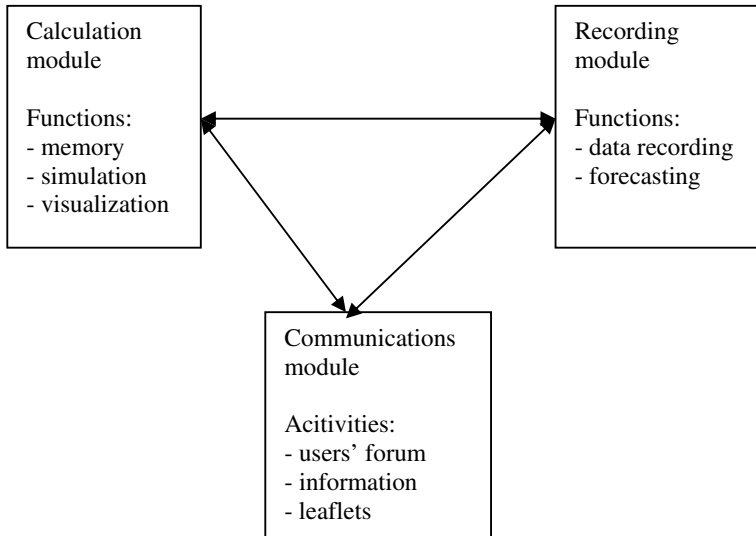 Calculation
module
Functions:
- memory
- simulation
- visualization
Recording
module
Functions:
- data recording
- forecasting
Communications
module
Acitivities:
- users’ forum
- information
- leaflets